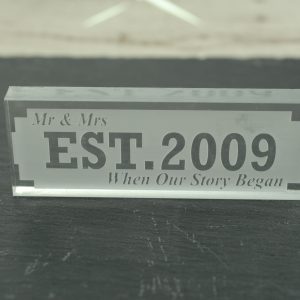 Mr & Mrs
EST.2009
When Our Story Began